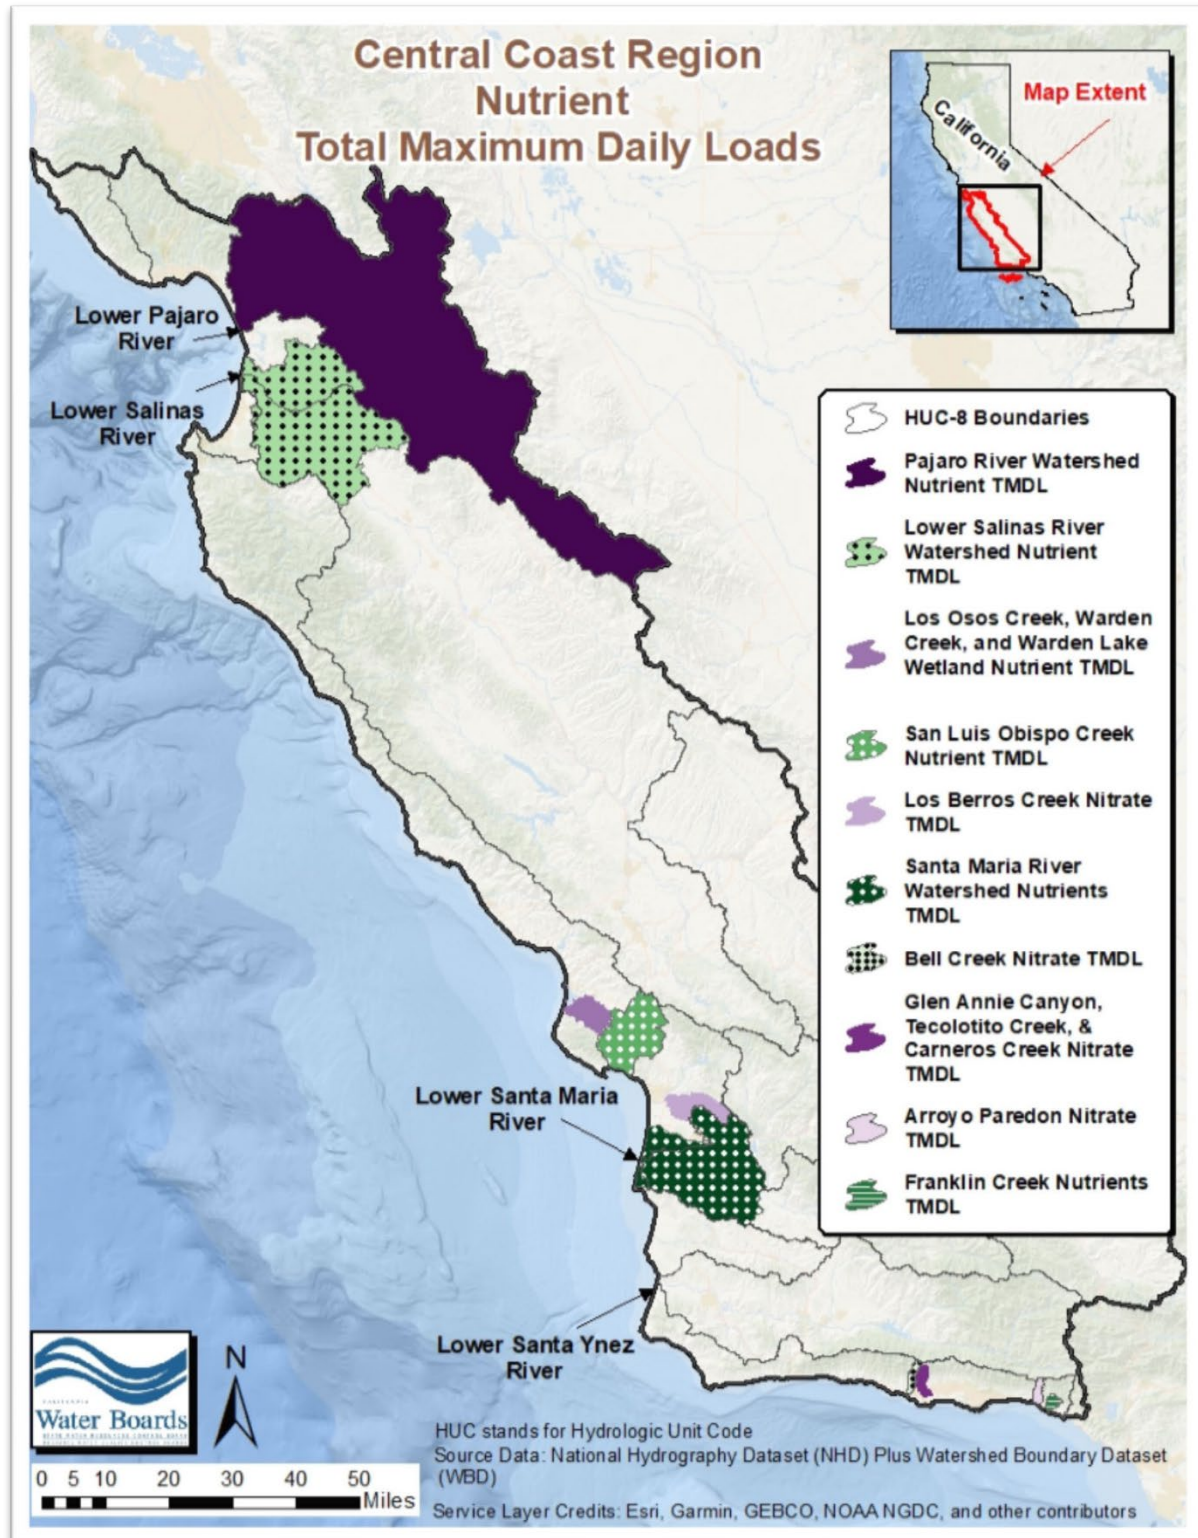 Central Coast Region
Nutrient
Total Maximum Daily Loads
Map Extent
California
Lower Pajaro
River
Lower Salinas
River
HUC-8 Boundaries
Pajaro River Watershed
Nutrient TMDL
Lower Salinas River
Watershed Nutrient
TMDL
Los Osos Creek, Warden
Creek, and Warden Lake
Wetland Nutrient TMDL
San Luis Obispo Creek
Nutrient TMDL
Los Berros Creek Nitrate
TMDL
Santa Maria River
Watershed Nutrients
TMDL
Bell Creek Nitrate TMDL
Glen Annie Canyon,
Tecolotito Creek, &
Carneros Creek Nitrate
TMDL
Arroyo Paredon Nitrate
TMDL
Franklin Creek Nutrients
TMDL
Lower Santa Maria
River
Lower Santa Ynez
River
CALIFORNIA
Water Boards
N
0 5 10 20 30 40 50
Miles
HUC stands for Hydrologic Unit Code
Source Data: National Hydrography Dataset (NHD) Plus Watershed Boundary Dataset
(WBD)
Service Layer Credits: Esri, Garmin, GEBCO, NOAA NGDC, and other contributors